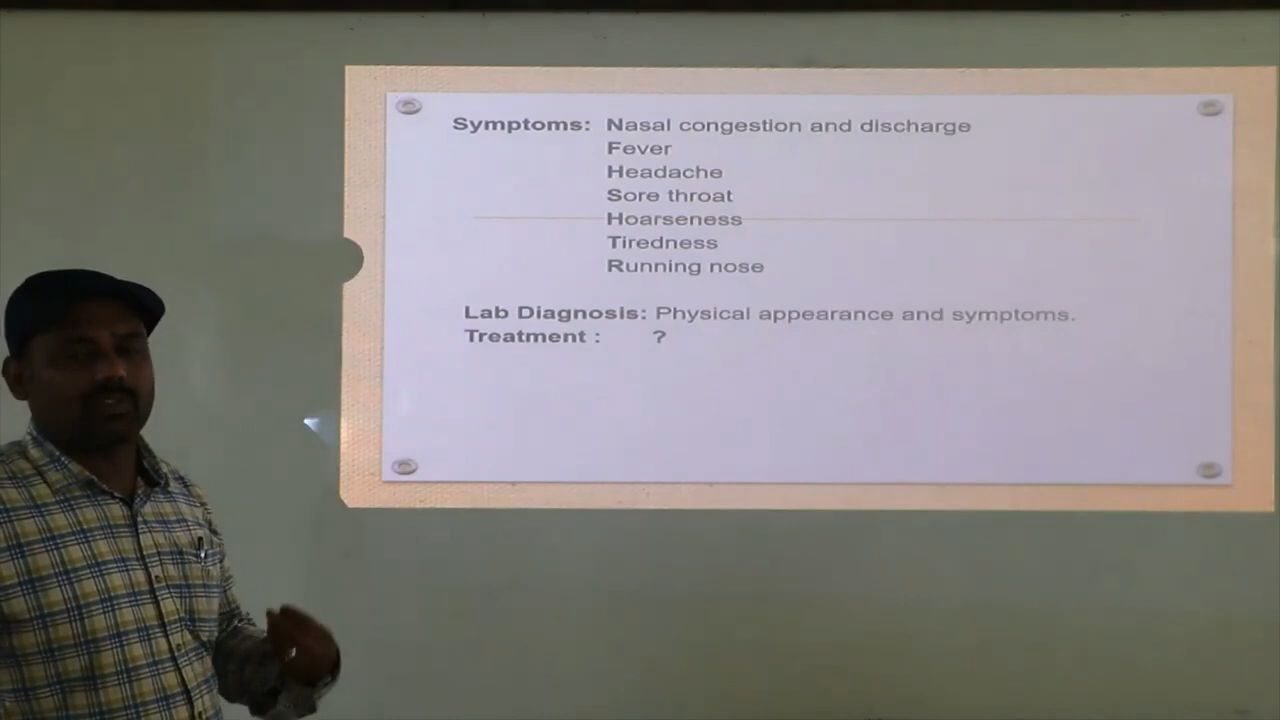 Symptoms: Nasal congestion and discharge
Fever
Headache
Sore throat
Hoarseness
Tiredness
Running nose
Lab Diagnosis: Physical appearance and symptoms.
Treatment : ?